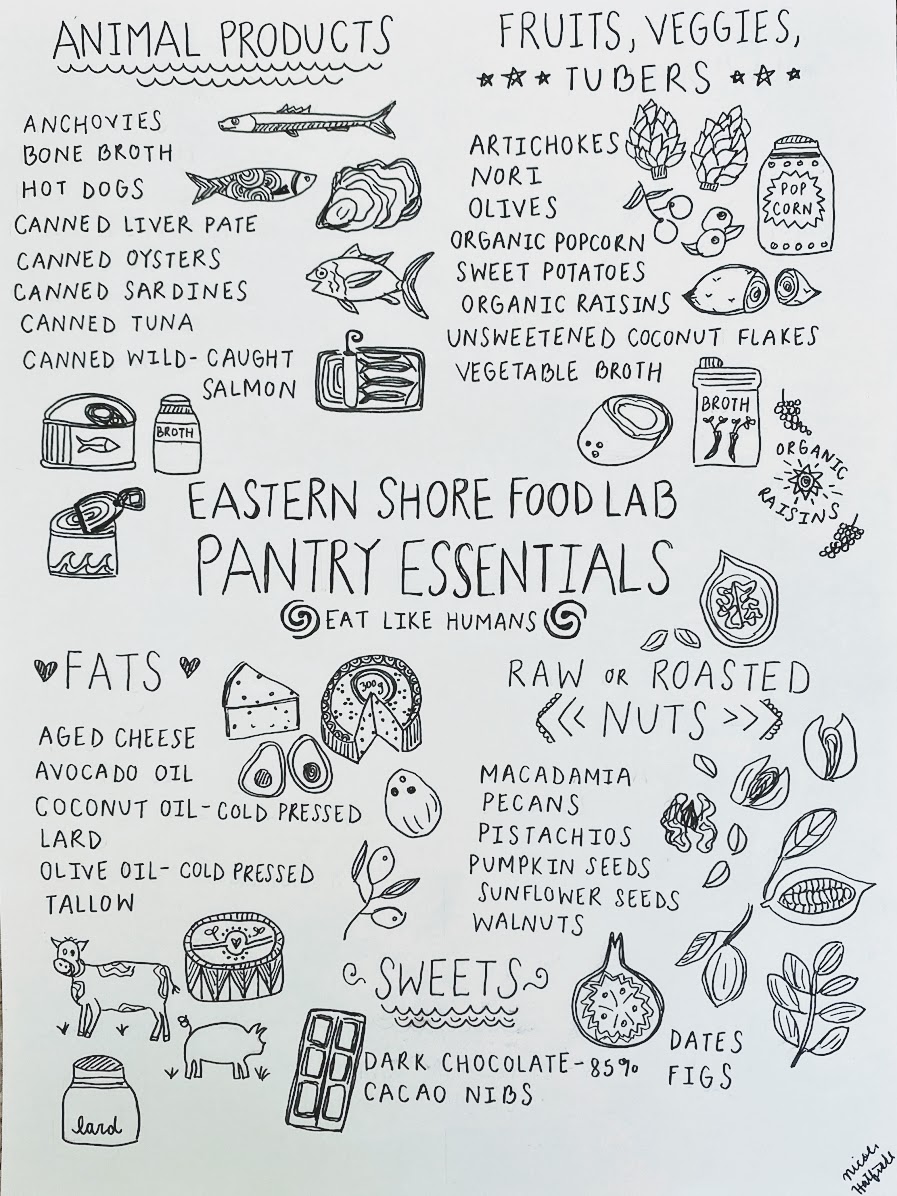 ANIMAL PRODUCTS
ANCHOVIES
BONE BROTH
HOT DOGS
CANNED LIVER PATE
CANNED OYSTERS
CANNED SARDINES
CANNED TUNA
CANNED WILD-CAUGHT
SALMON
BROTH
FRUITS, VEGGIES,
TUBERS
ARTICHOKES
NORI
OLIVES
ORGANIC POPCORN
SWEET POTATOES
ORGANIC RAISINS
UNSWEETENED COCONUT FLAKES
VEGETABLE BROTH
POP
CORN
BROTH
ORGANIC
RAISINS
EASTERN SHORE FOOD LAB
PANTRY ESSENTIALS
EAT LIKE HUMANS
FATS
300g
AGED CHEESE
AVOCADO OIL
COCONUT OIL-COLD PRESSED
LARD
OLIVE OIL-COLD PRESSED
TALLOW
lard
RAW OR ROASTED
NUTS
MACADAMIA
PECANS
PISTACHIOS
PUMPKIN SEEDS
SUNFLOWER SEEDS
WALNUTS
SWEETS
DARK CHOCOLATE-85%
CACAO NIBS
DATES
FIGS